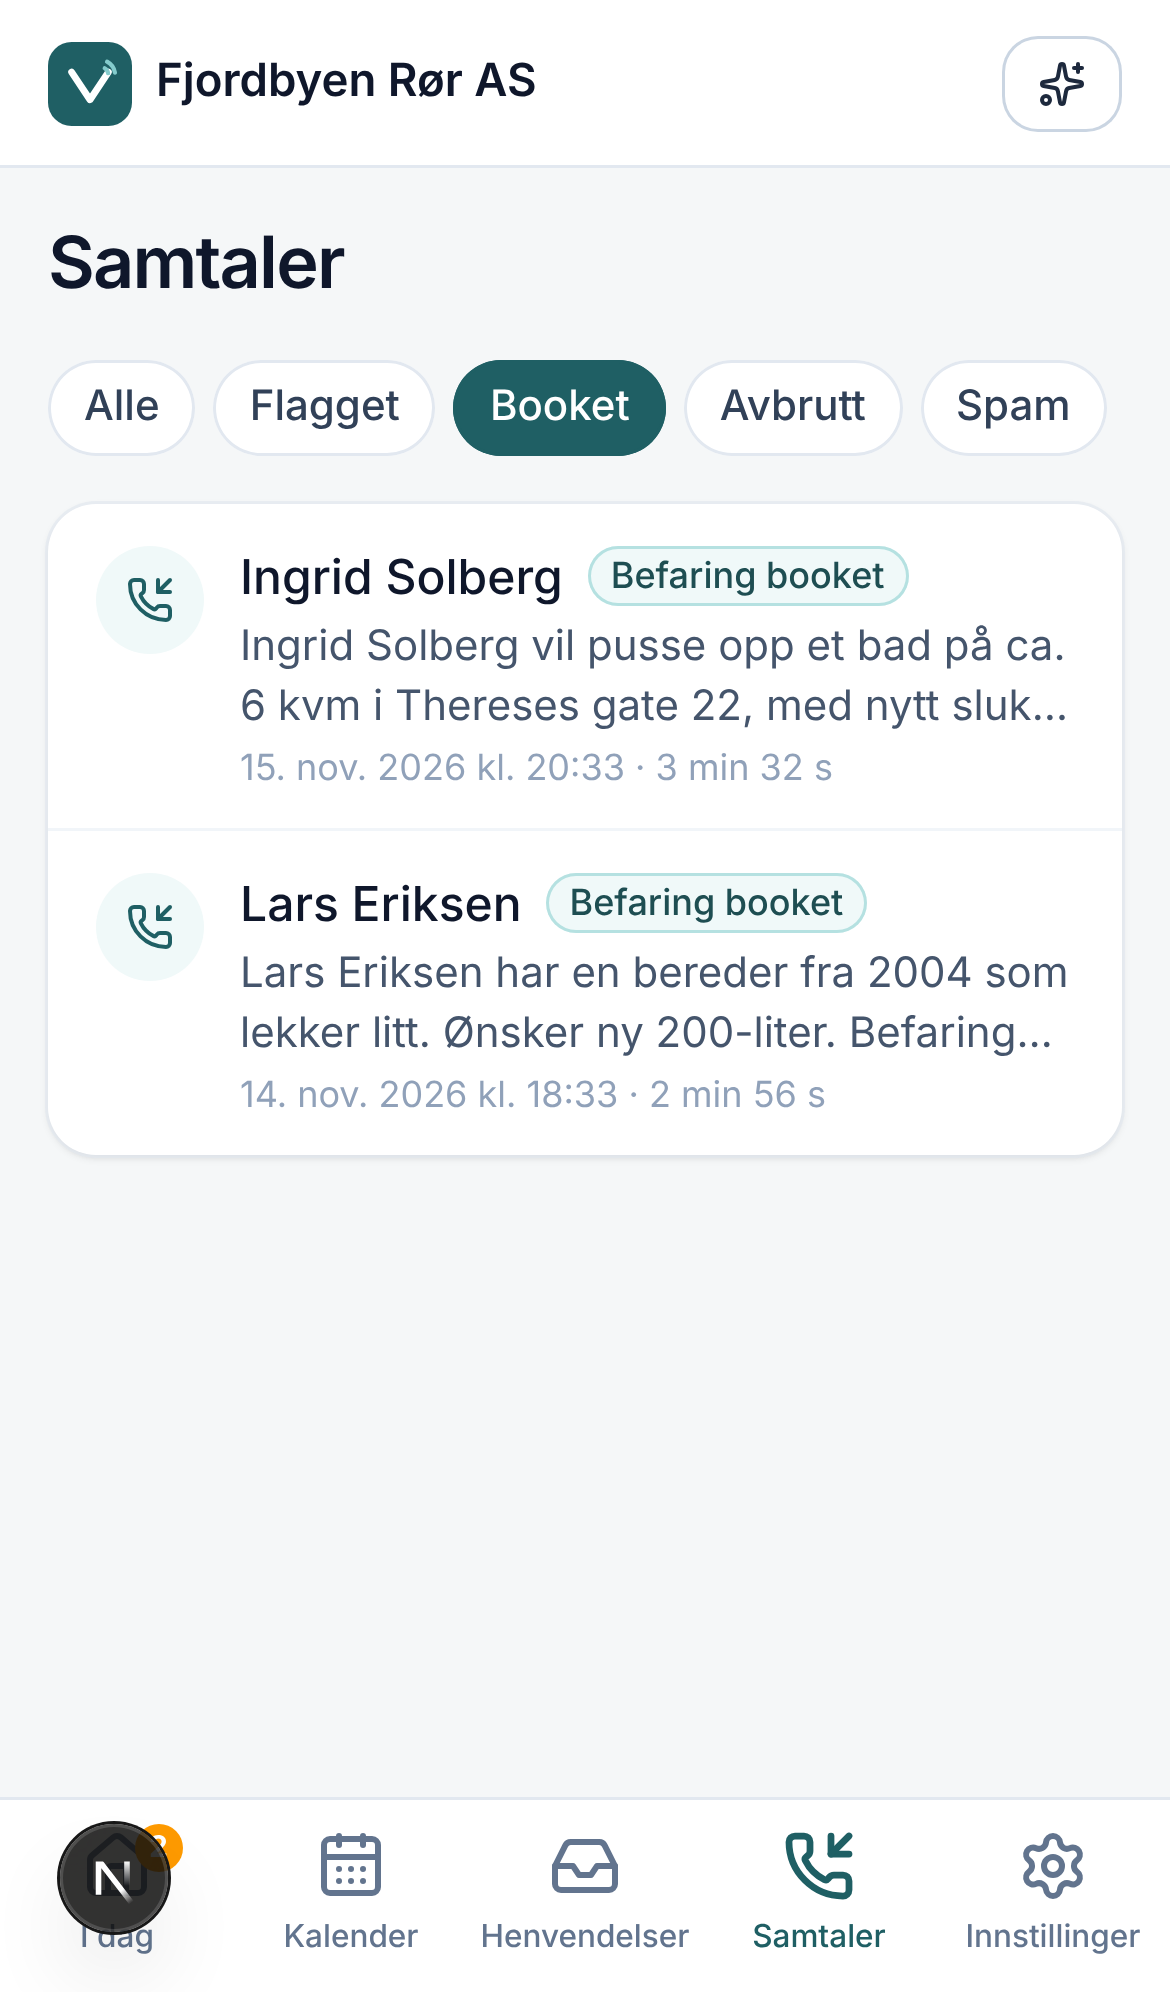 Fjordbyen Rør AS
Samtaler
Alle
Flagget
Booket
Avbrutt
Spam
Ingrid Solberg
Befaring booket
Ingrid Solberg vil pusse opp et bad på ca.
6 kvm i Thereses gate 22, med nytt sluk...
15. nov. 2026 kl. 20:33 · 3 min 32 s
Lars Eriksen
Befaring booket
Lars Eriksen har en bereder fra 2004 som
lekker litt. Ønsker ny 200-liter. Befaring...
14. nov. 2026 kl. 18:33 · 2 min 56 s
2
N
I dag
Kalender
Henvendelser
Samtaler
Innstillinger